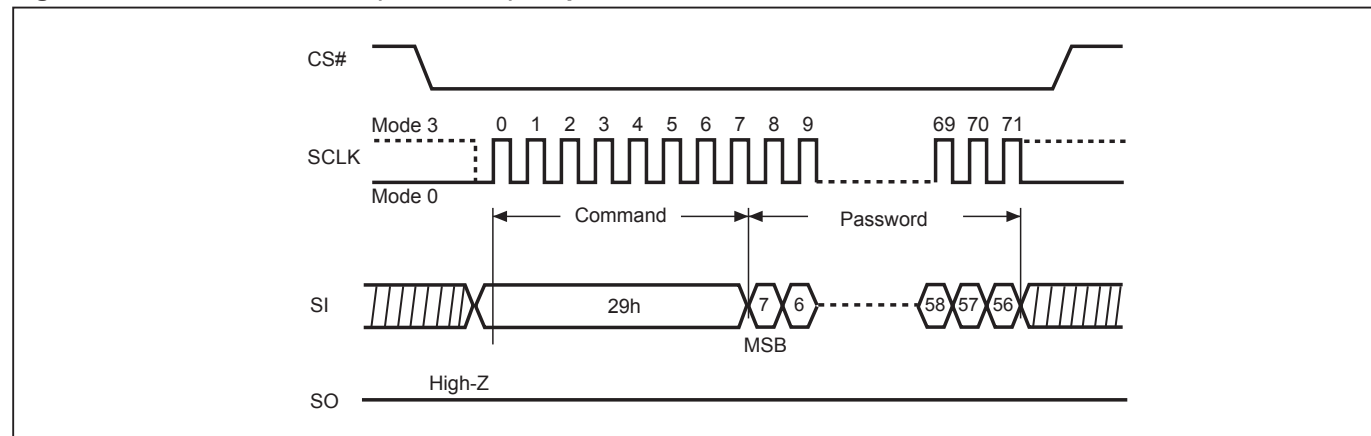 CS#
Mode 3
0 1 2 3 4 5 6 7 8 9 69 70 71
SCLK
Mode 0
Command Password
SI 29h 7 6 58 57 56
MSB
High-Z
SO